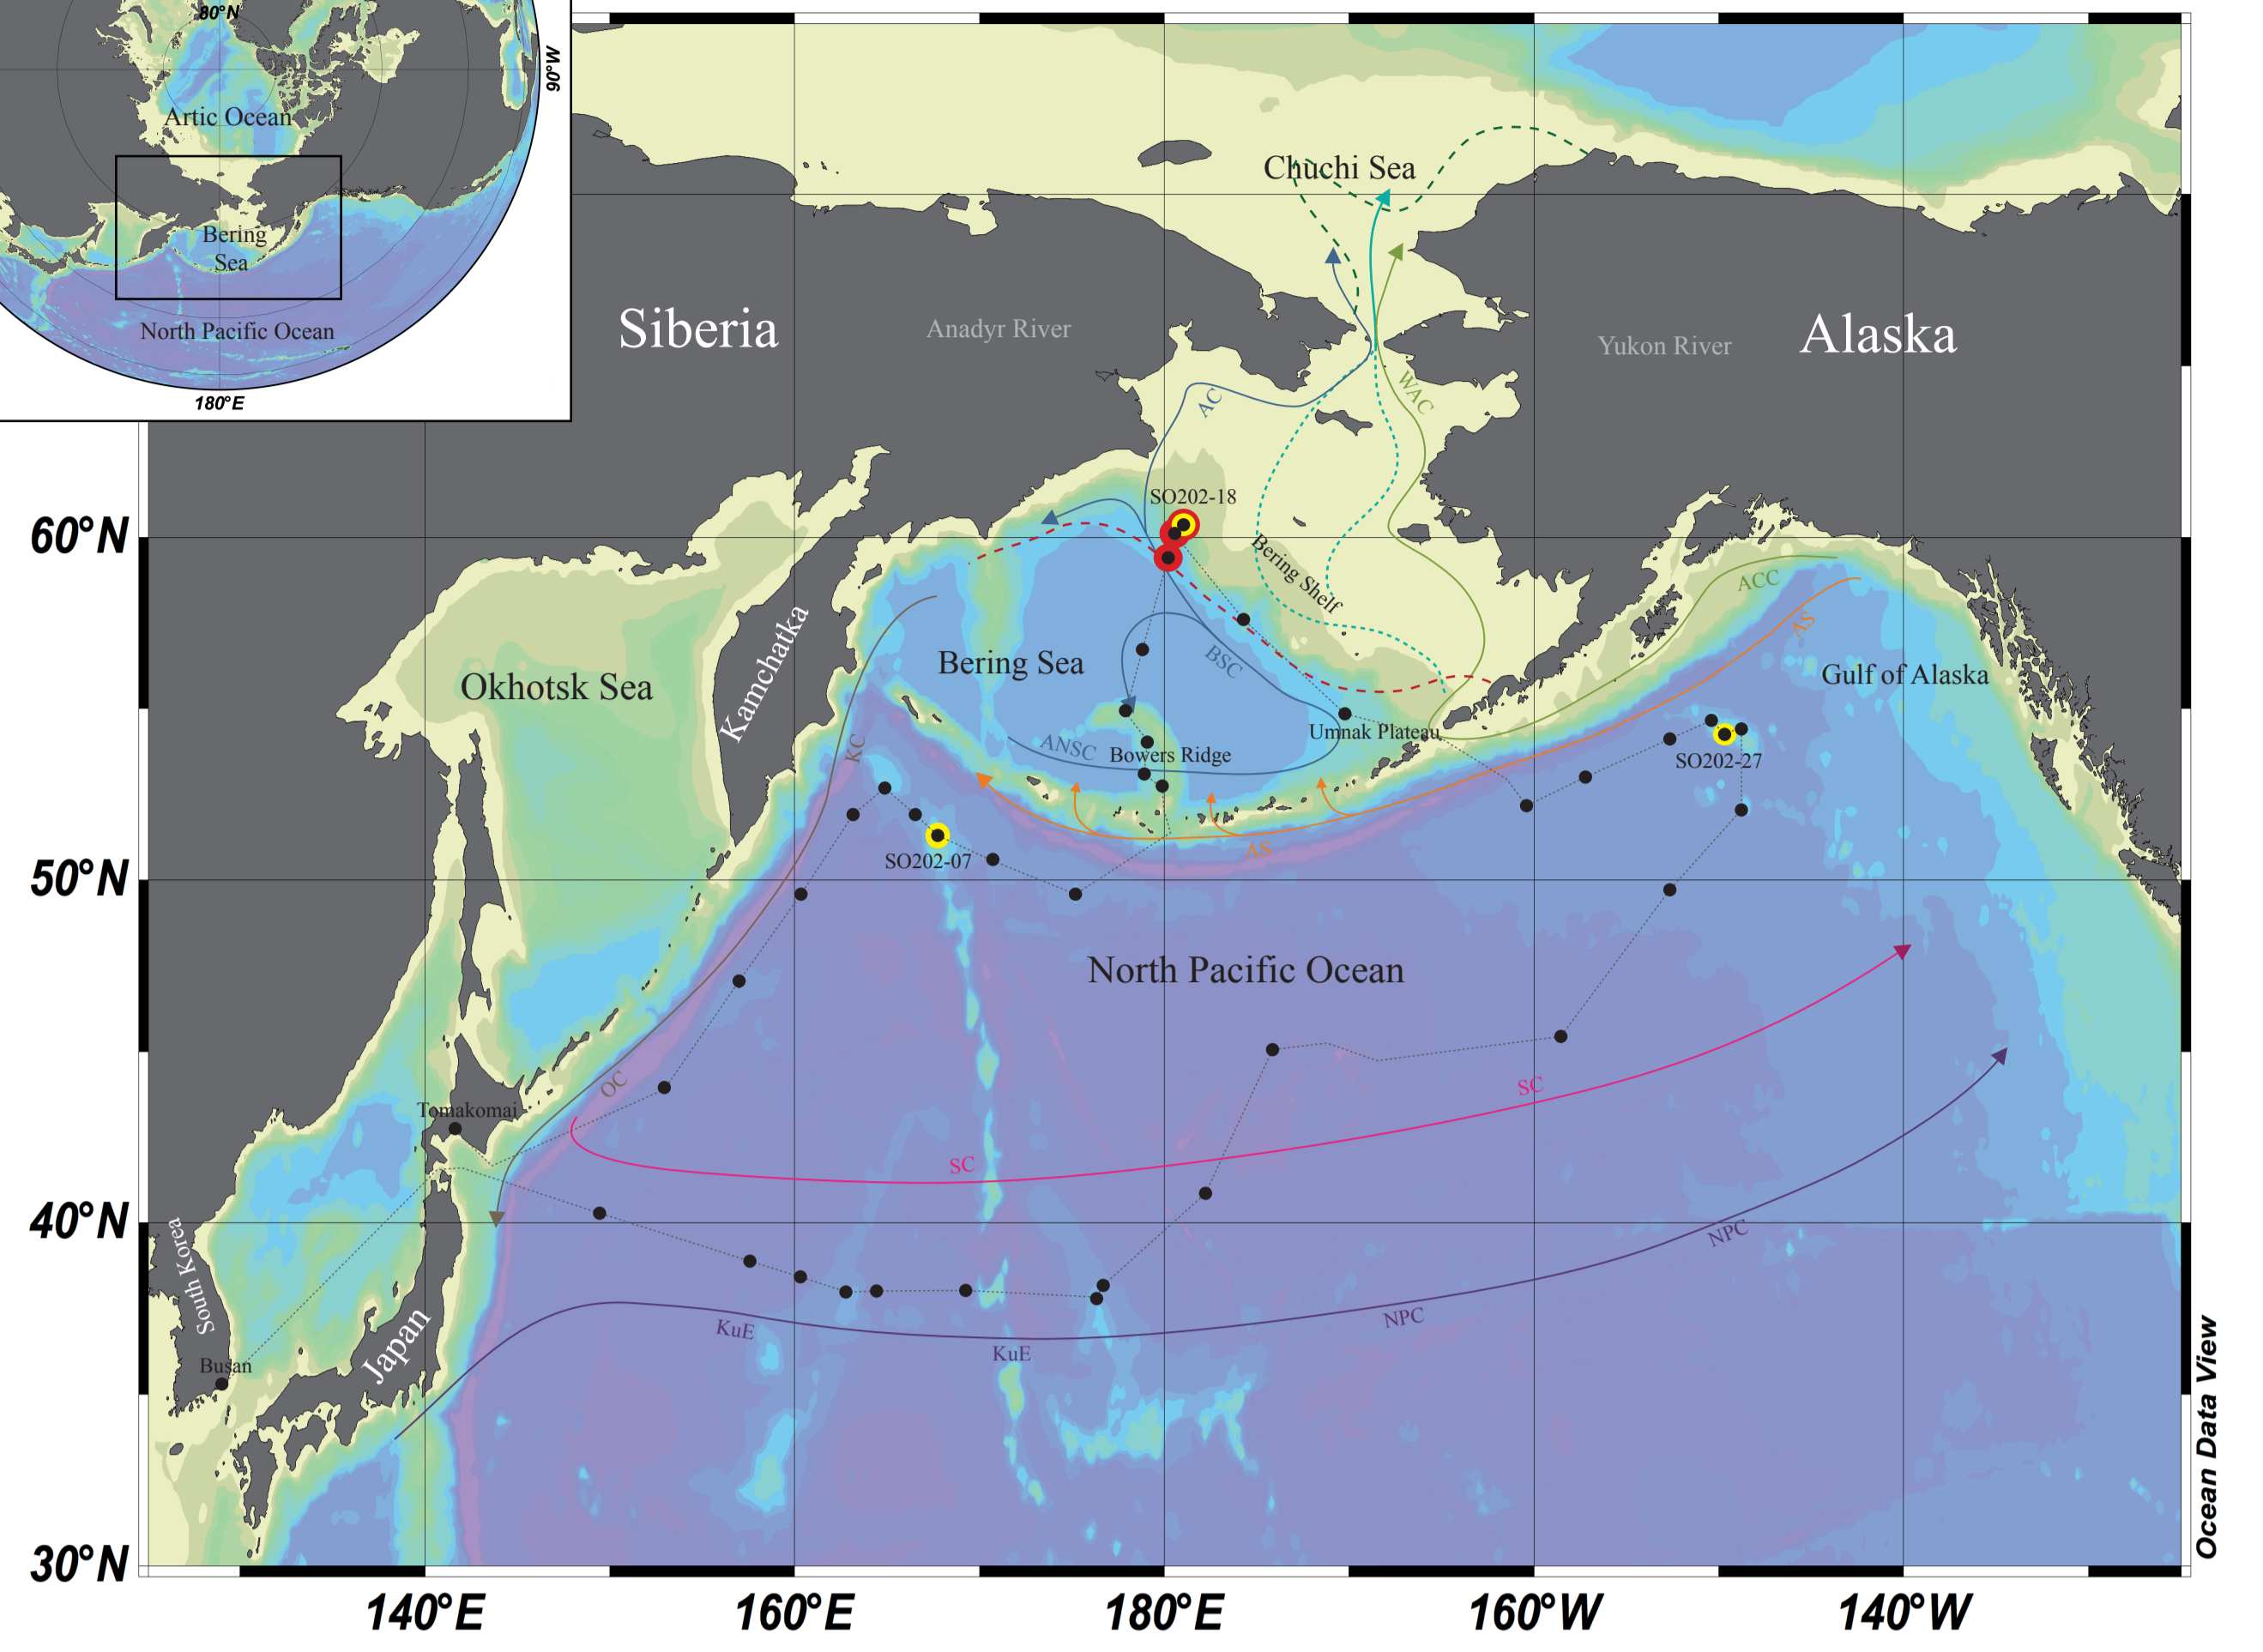 80°N
90°W
Artic Ocean
Bering
Sea
North Pacific Ocean
180°E
Chuchi Sea
Siberia
Anadyr River
Yukon River
Alaska
AC
WAC
SO202-18
60°N
Bering Shelf
ACC
AS
Kamchatka
Okhotsk Sea
Bering Sea
BSC
Gulf of Alaska
Umnak Plateau
KC
ANSC
Bowers Ridge
SO202-27
SO202-07
AS
50°N
North Pacific Ocean
OC
SC
Tomakomai
SC
40°N
NPC
South Korea
Japan
KuE
NPC
KuE
Busan
Ocean Data View
30°N
140°E
160°E
180°E
160°W
140°W